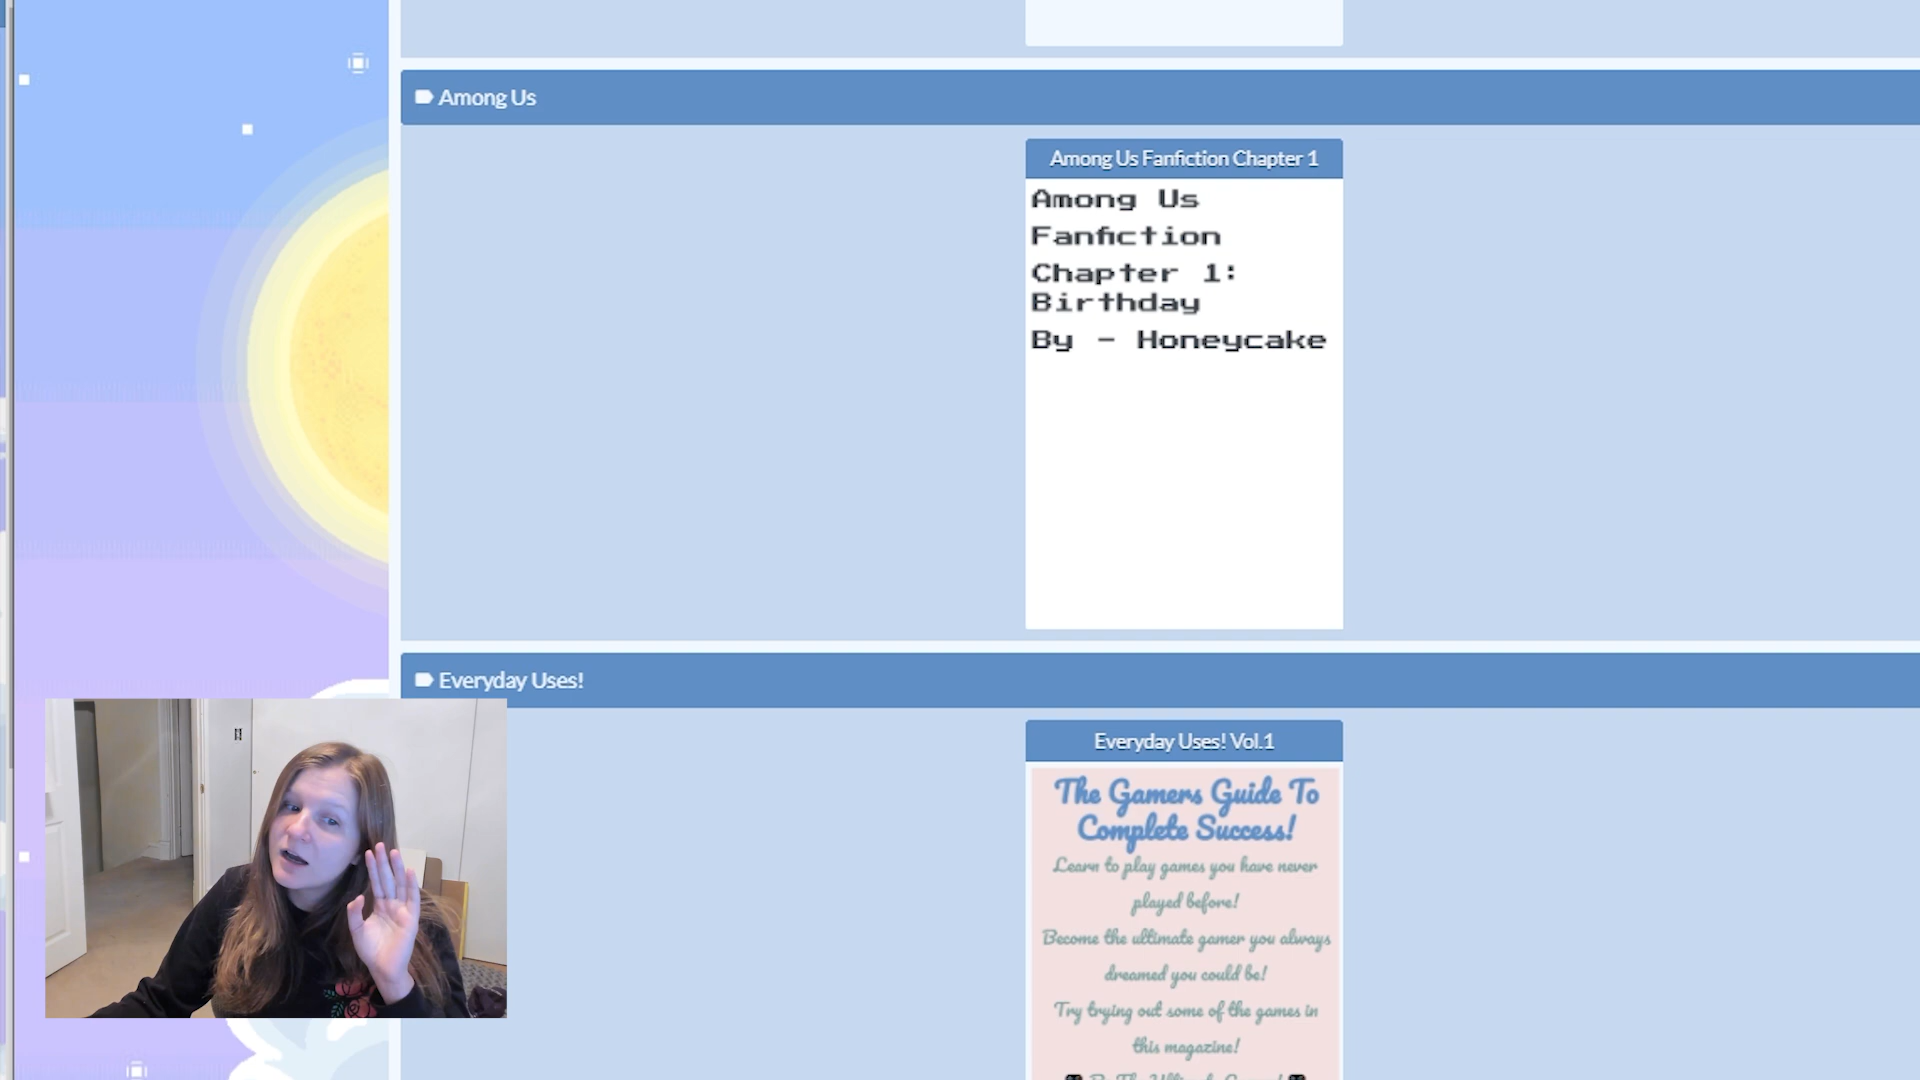 Among Us
Among Us Fanfiction Chapter 1
Among Us
Fanfiction
Chapter 1:
Birthday
By - Honeycake
Everyday Uses!
Everyday Uses! Vol.1
The Gamers Guide To
Complete Success!
Learn to play games you have never
played before!
Become the ultimate gamer you always
dreamed you could be!
Try trying out some of the games in
this magazine!